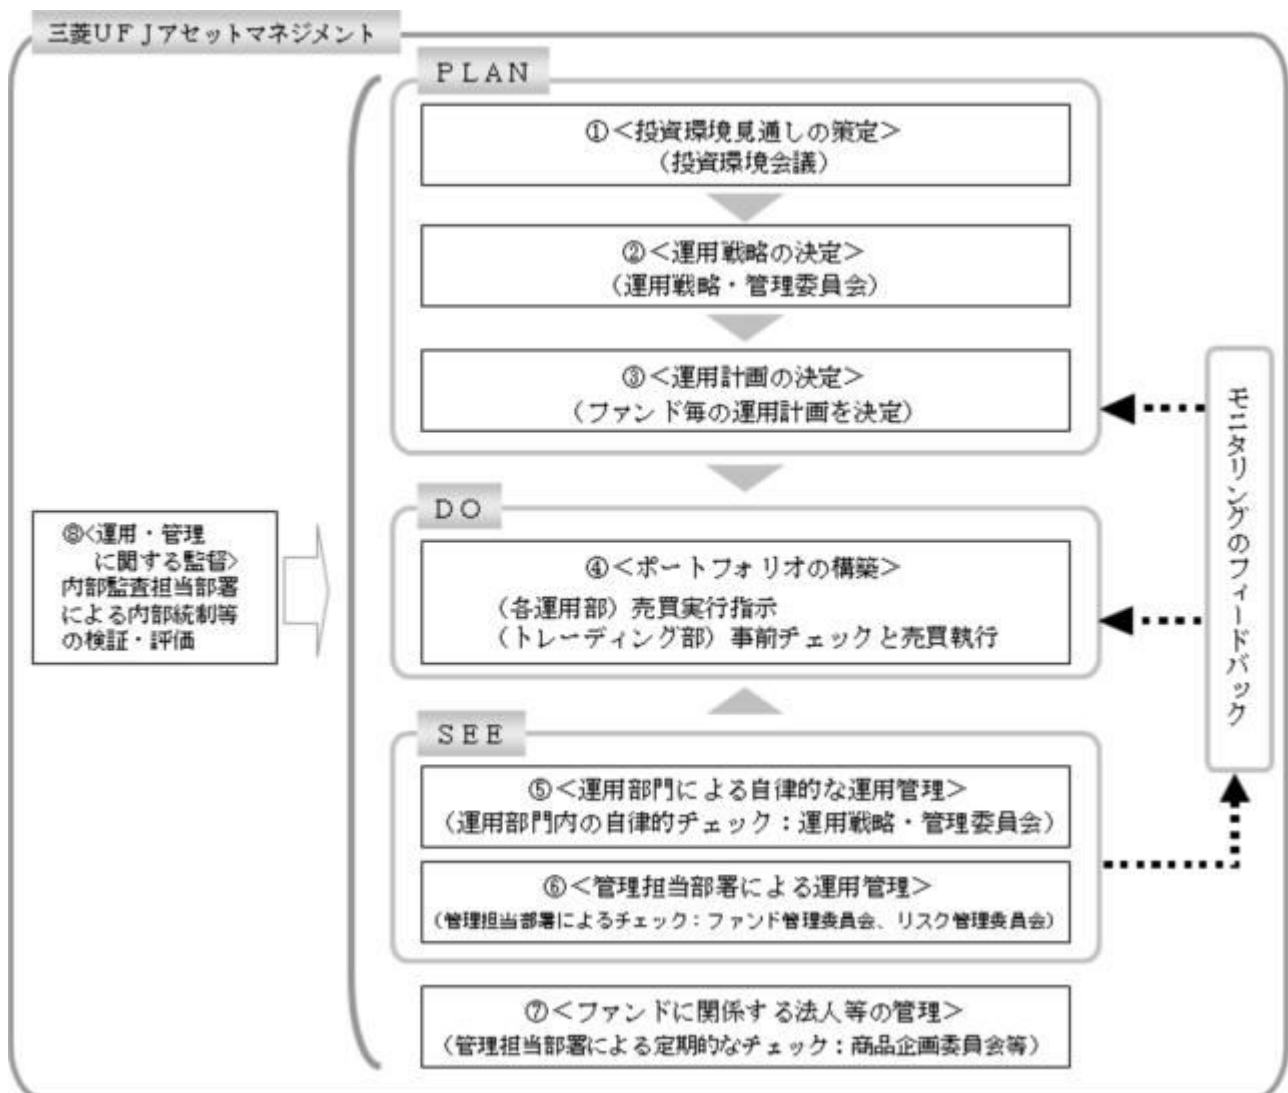 三菱ＵＦＪアセットマネジメント
ＰＬＡＮ
①＜投資環境見通しの策定＞
（投資環境会議）
②＜運用戦略の決定＞
（運用戦略・管理委員会）
③＜運用計画の決定＞
（ファンド毎の運用計画を決定）
ＤＯ
④＜ポートフォリオの構築＞
（各運用部）売買実行指示
（トレーディング部）事前チェックと売買執行
ＳＥＥ
⑤＜運用部門による自律的な運用管理＞
（運用部門内の自律的チェック：運用戦略・管理委員会）
⑥＜管理担当部署による運用管理＞
（管理担当部署によるチェック：ファンド管理委員会、リスク管理委員会）
⑦＜ファンドに関係する法人等の管理＞
（管理担当部署による定期的なチェック：商品企画委員会等）
⑧＜運用・管理
に関する監督＞
内部監査担当部署
による内部統制等
の検証・評価
モニタリングのフィードバック